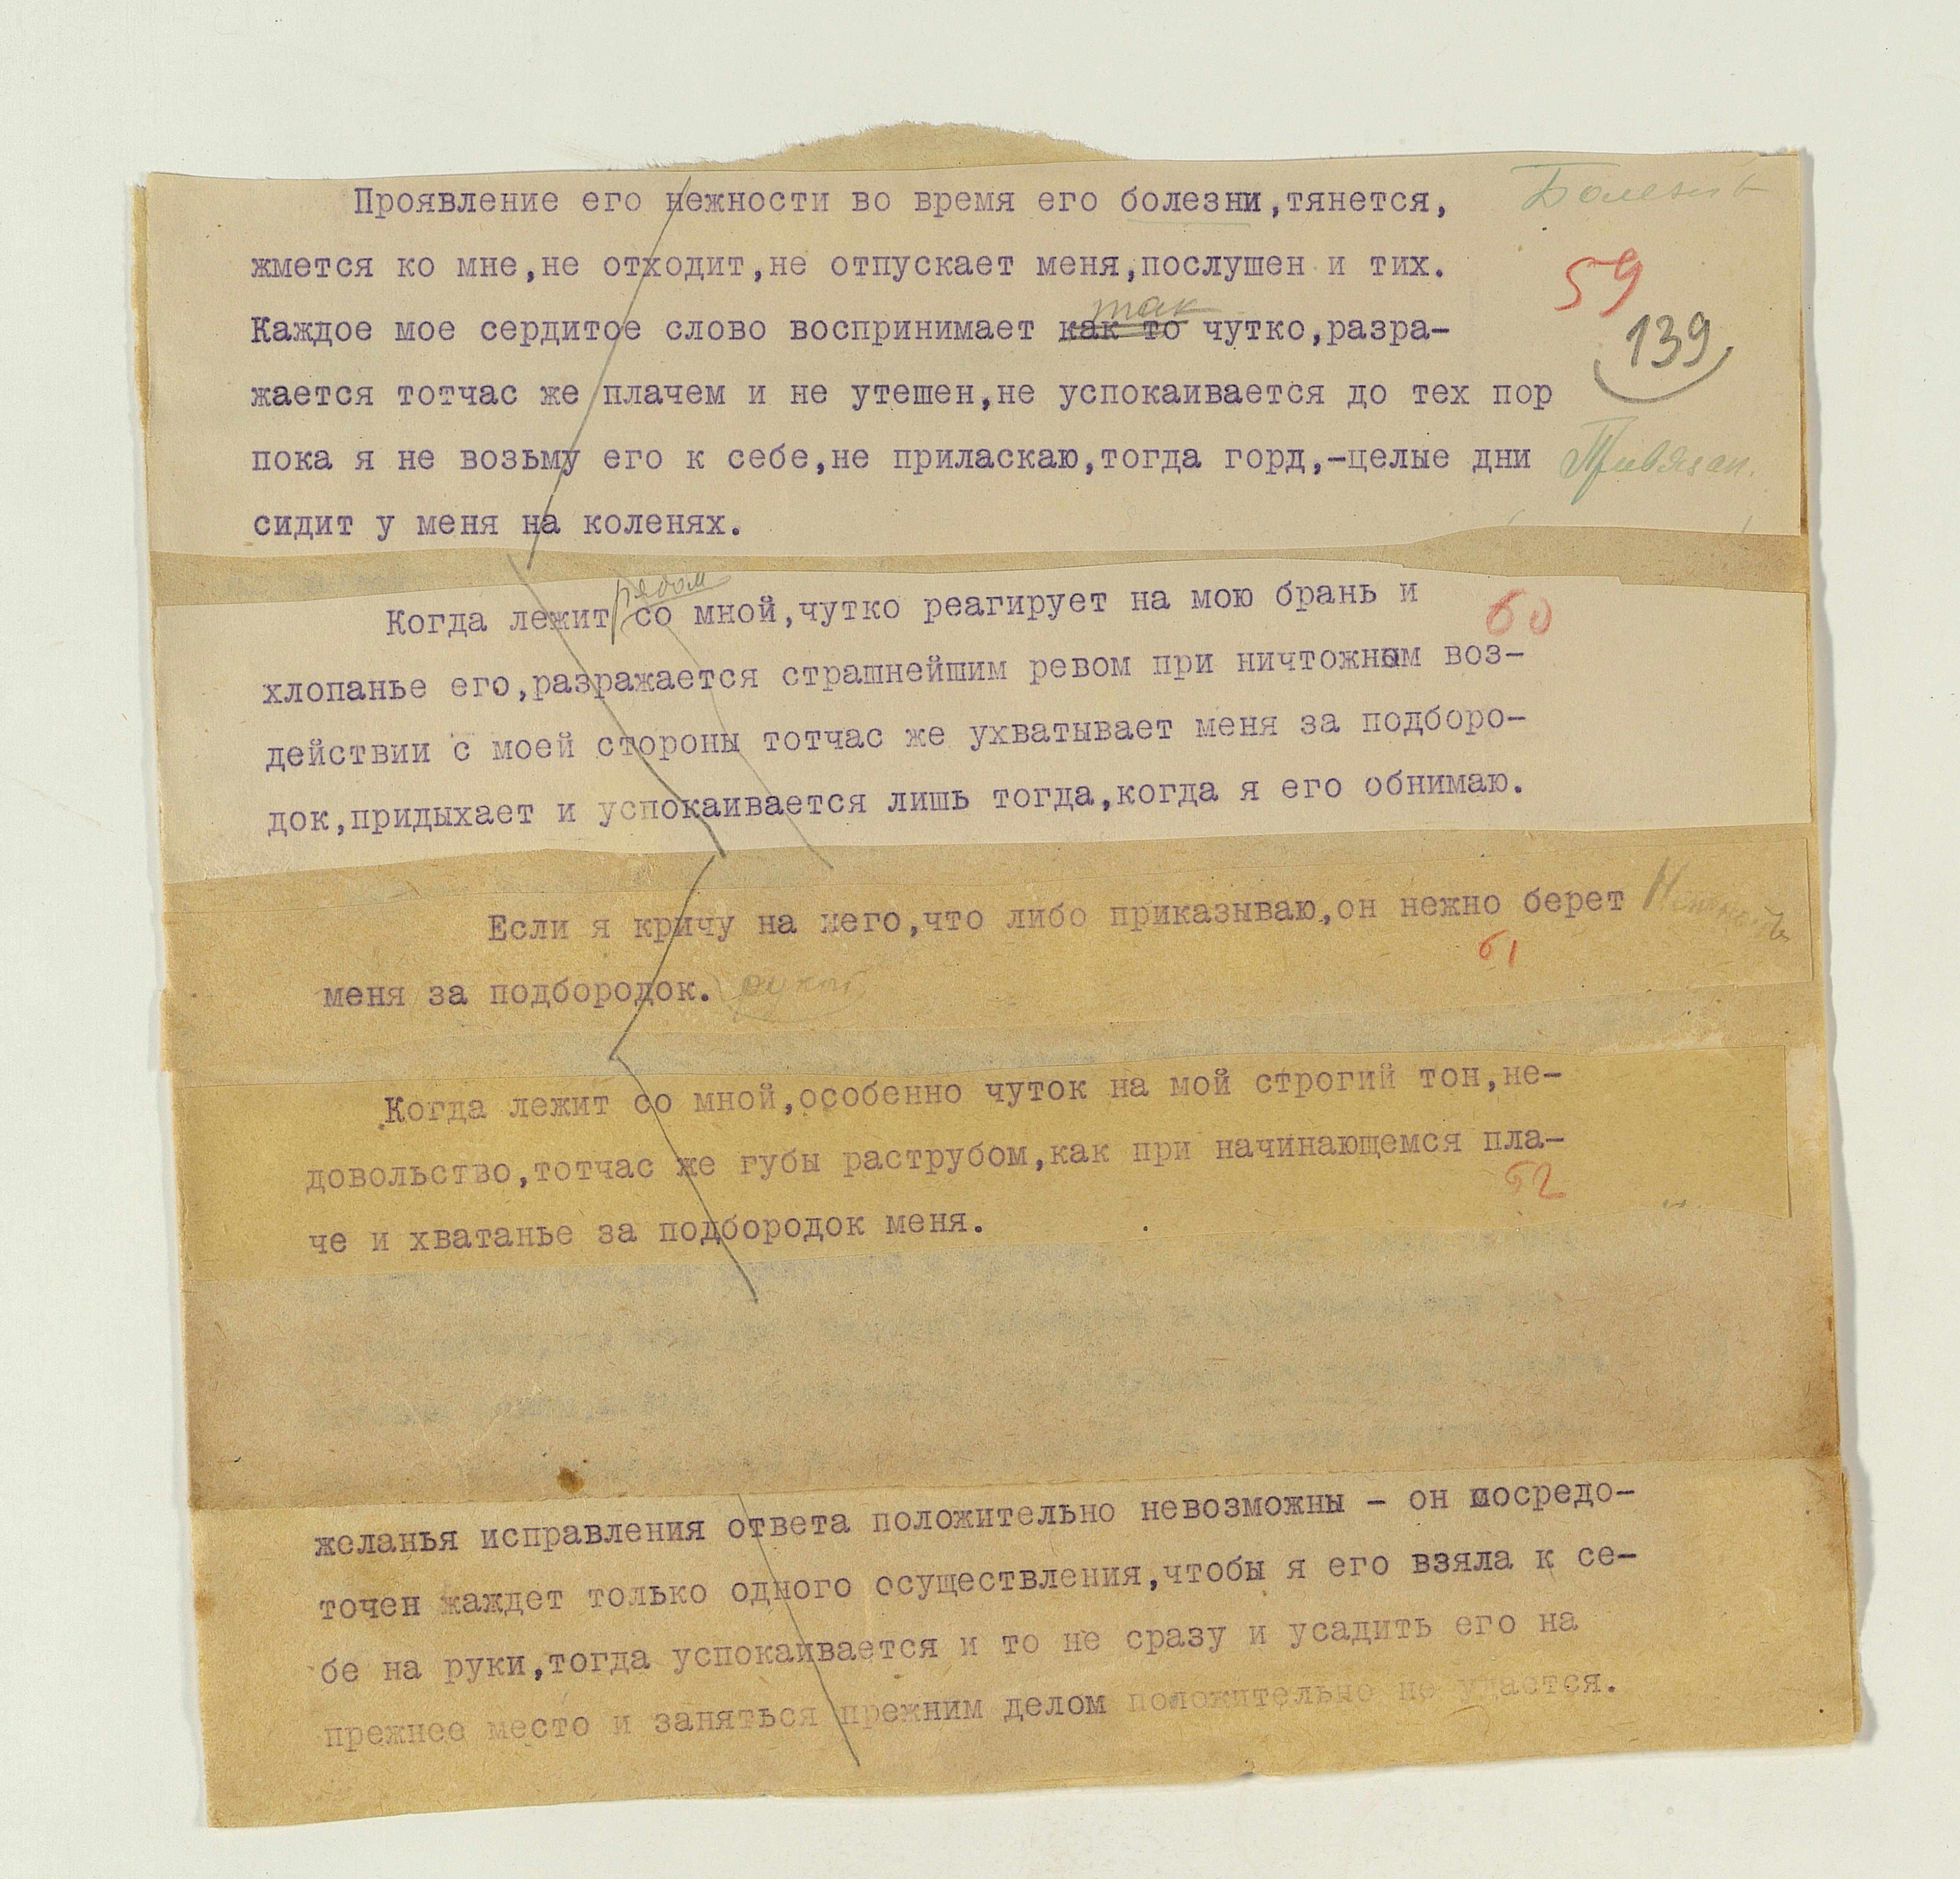 Проявление его нежности во время его болезни,тянется,
Болезнь
жмется ко мне,не отходит,не отпускает меня,послушен и тих.
59
так
Каждое мое сердитое слово воспринимает как то чутко,разра-
139
жается тотчас же плачем и не утешен,не успокаивается до тех пор
пока я не возьму его к себе,не приласкаю,тогда горд,-целые дни
Привязан.
сидит у меня на коленях.
рядом
Когда лежит со мной,чутко реагирует на мою брань и
60
хлопанье его,разражается страшнейшим ревом при ничтожном воз-
действии с моей стороны тотчас же ухватывает меня за подборо-
док,придыхает и успокаивается лишь тогда,когда я его обнимаю.
Если я кричу на него,что либо приказываю,он нежно берет
61
меня за подбородок.
Когда лежит со мной,особенно чуток на мой строгий тон,не-
довольство,тотчас же губы раструбом,как при начинающемся пла-
62
че и хватанье за подбородок меня.
желанья исправления ответа положительно невозможны - он посредо-
точен жаждет только одного осуществления,чтобы я его взяла к се-
бе на руки,тогда успокаивается и то не сразу и усадить его на
прежнее место и заняться прежним делом положительно не удастся.